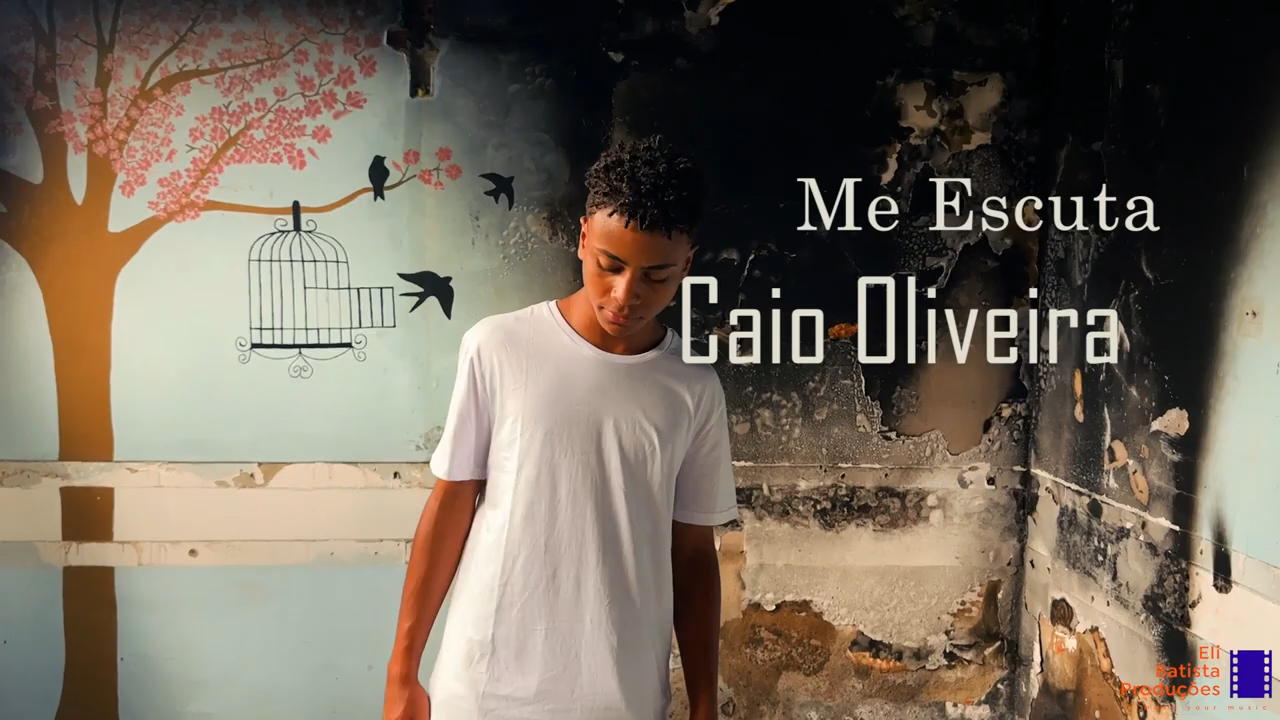 Me Escuta
Caio Oliveira
Eli
Batista
Produções